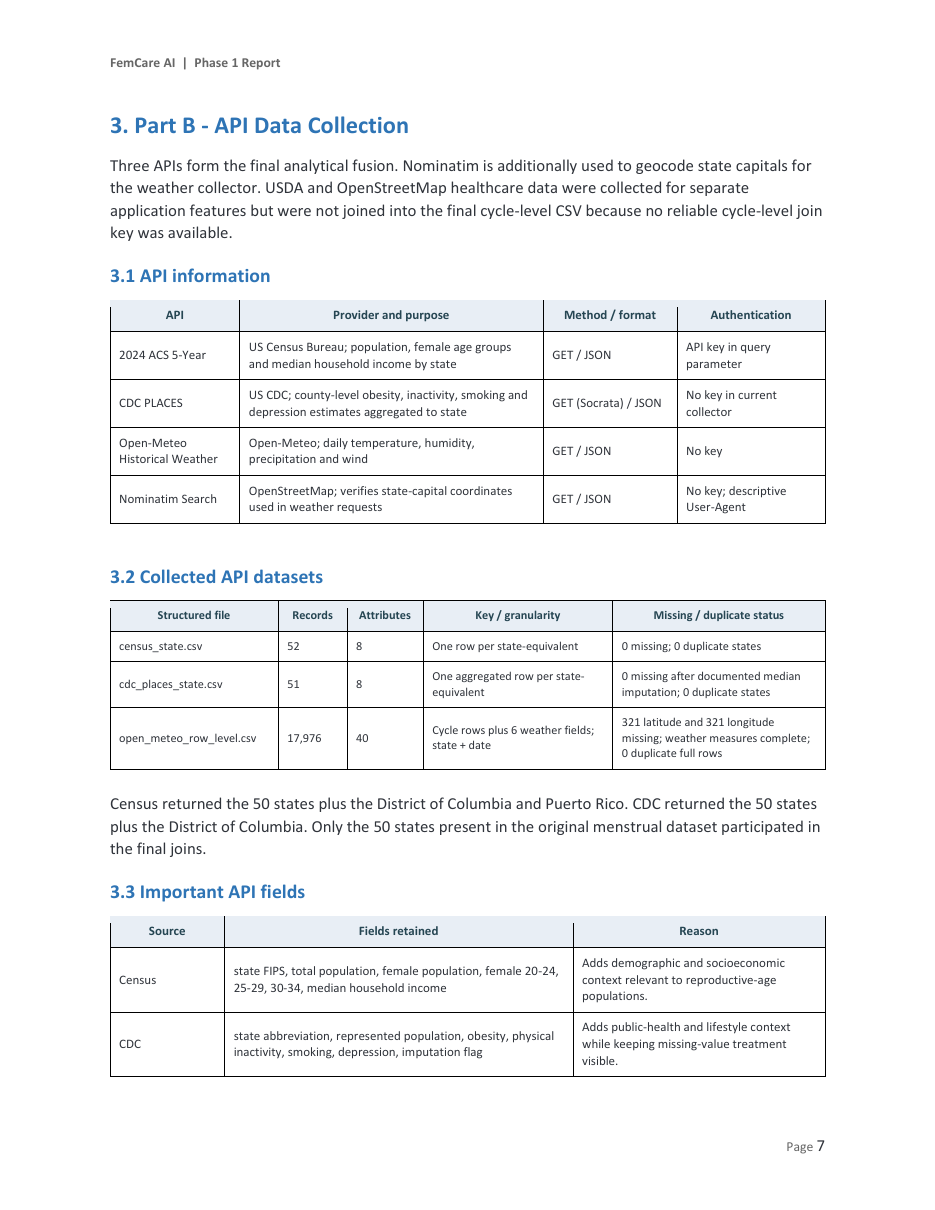 FemCare AI | Phase 1 Report
3. Part B - API Data Collection
Three APIs form the final analytical fusion. Nominatim is additionally used to geocode state capitals for
the weather collector. USDA and OpenStreetMap healthcare data were collected for separate
application features but were not joined into the final cycle-level CSV because no reliable cycle-level join
key was available.
3.1 API information
API Provider and purpose Method / format Authentication
2024 ACS 5-Year US Census Bureau; population, female age groups GET / JSON API key in query
and median household income by state parameter
CDC PLACES US CDC; county-level obesity, inactivity, smoking and GET (Socrata) / JSON No key in current
depression estimates aggregated to state collector
Open-Meteo Open-Meteo; daily temperature, humidity, GET / JSON No key
Historical Weather precipitation and wind
Nominatim Search OpenStreetMap; verifies state-capital coordinates GET / JSON No key; descriptive
used in weather requests User-Agent
3.2 Collected API datasets
Structured file Records Attributes Key / granularity Missing / duplicate status
census_state.csv 52 8 One row per state-equivalent 0 missing; 0 duplicate states
cdc_places_state.csv 51 8 One aggregated row per state- 0 missing after documented median
equivalent imputation; 0 duplicate states
open_meteo_row_level.csv 17,976 40 Cycle rows plus 6 weather fields; 321 latitude and 321 longitude
state + date missing; weather measures complete;
0 duplicate full rows
Census returned the 50 states plus the District of Columbia and Puerto Rico. CDC returned the 50 states
plus the District of Columbia. Only the 50 states present in the original menstrual dataset participated in
the final joins.
3.3 Important API fields
Source Fields retained Reason
Census state FIPS, total population, female population, female 20-24, Adds demographic and socioeconomic
25-29, 30-34, median household income context relevant to reproductive-age
populations.
CDC state abbreviation, represented population, obesity, physical Adds public-health and lifestyle context
inactivity, smoking, depression, imputation flag while keeping missing-value treatment
visible.
Page 7